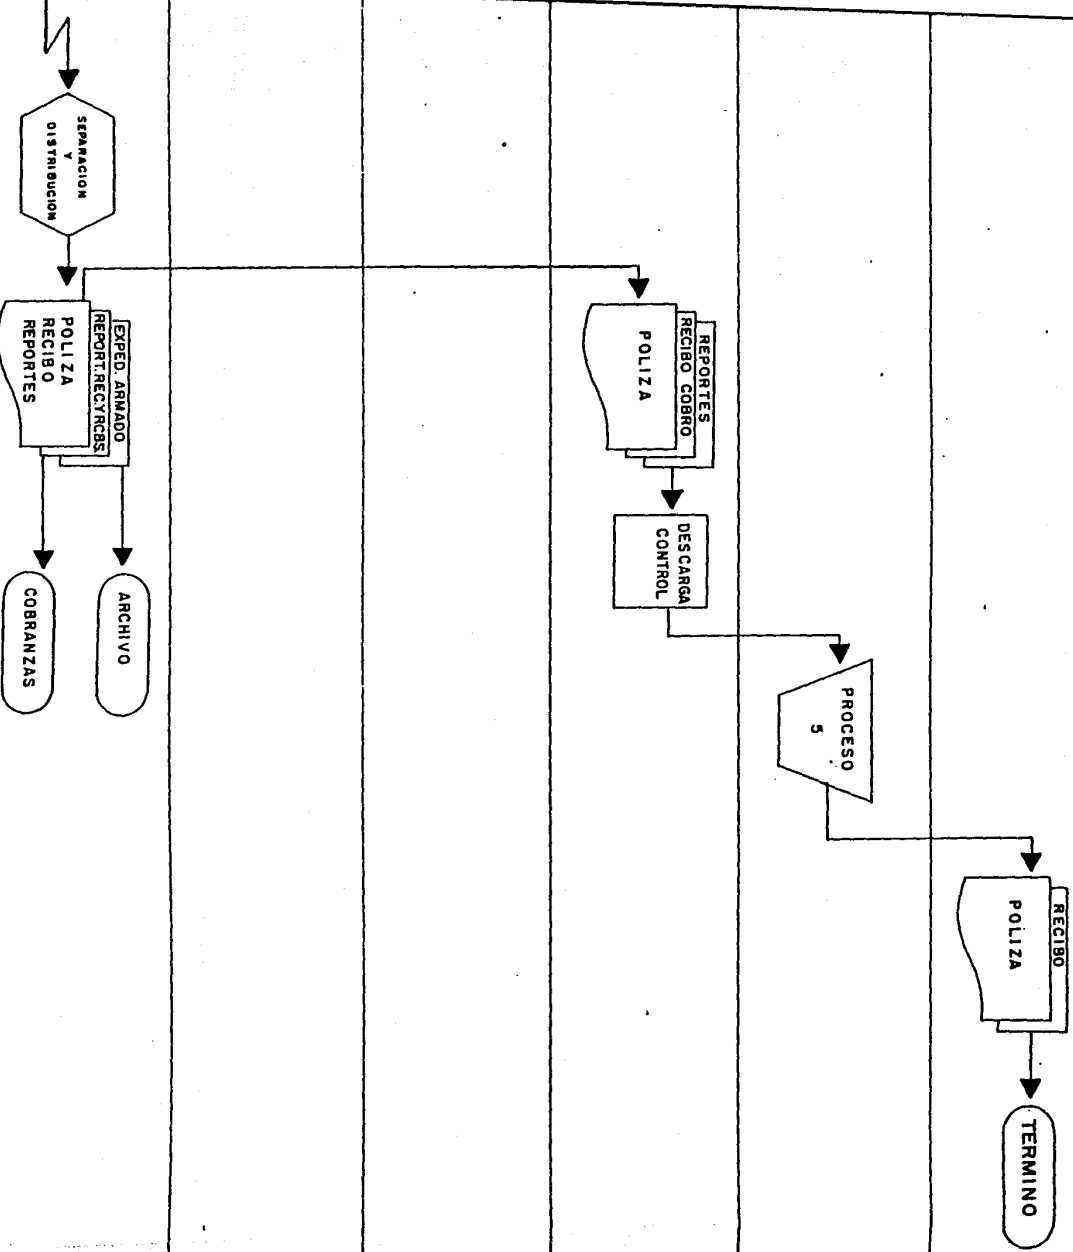 SEPARACION
Y
DISTRIBUCION
EXPED. ARMADO
REPORT.REC.Y RCBS.
POLIZA
RECIBO
REPORTES
ARCHIVO
COBRANZAS
REPORTES
RECIBO COBRO
POLIZA
DESCARGA
CONTROL
PROCESO
5
RECIBO
POLIZA
TERMINO